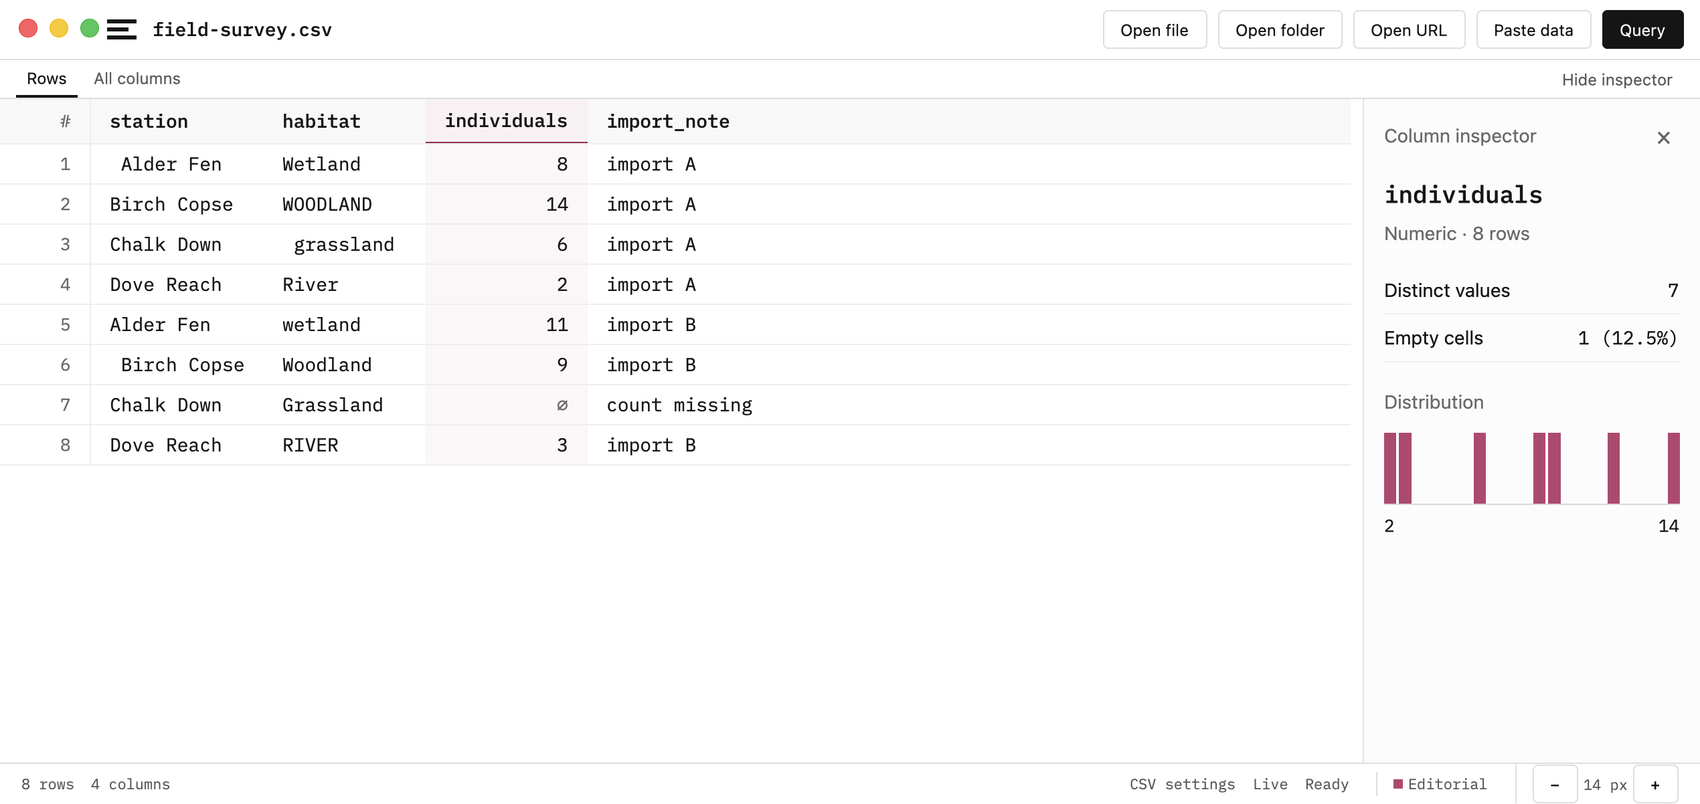 field-survey.csv Open file Open folder Open URL Paste data Query
Rows All columns Hide inspector
# station habitat individuals import_note
1 Alder Fen Wetland 8 import A
2 Birch Copse WOODLAND 14 import A
3 Chalk Down grassland 6 import A
4 Dove Reach River 2 import A
5 Alder Fen wetland 11 import B
6 Birch Copse Woodland 9 import B
7 Chalk Down Grassland ∅ count missing
8 Dove Reach RIVER 3 import B
Column inspector ×
individuals
Numeric · 8 rows
Distinct values 7
Empty cells 1 (12.5%)
Distribution
2 14
8 rows 4 columns CSV settings Live Ready Editorial − 14 px +